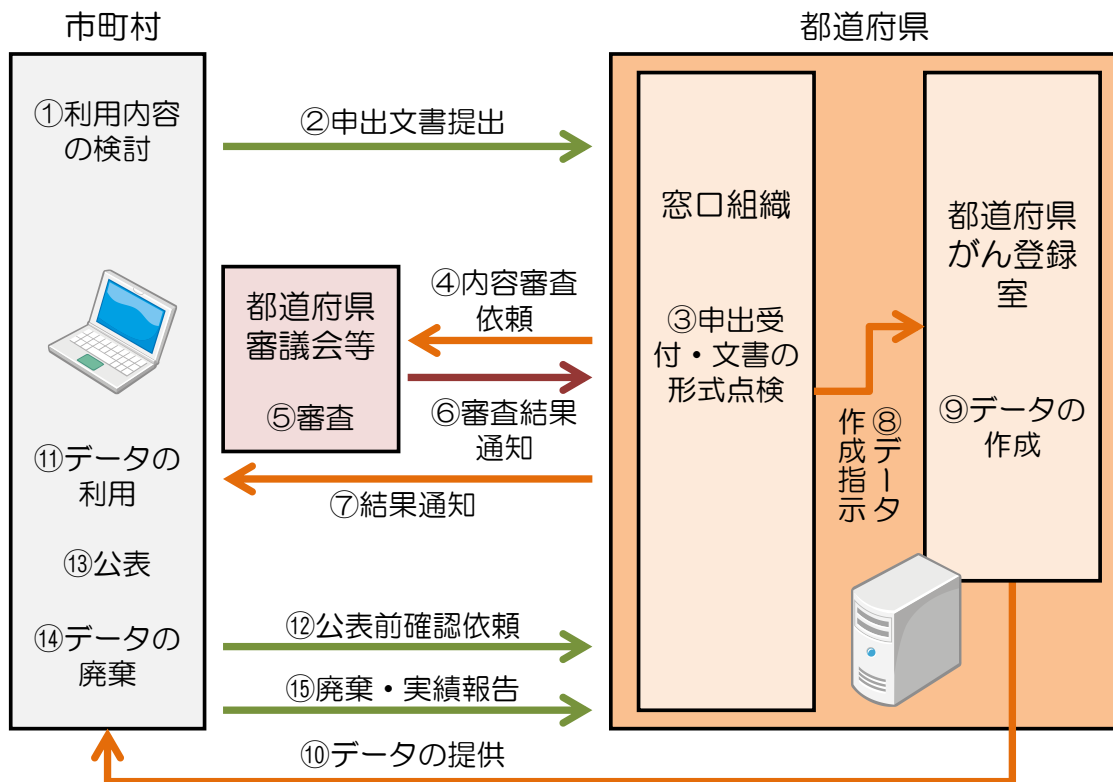 市町村
都道府県
①利用内容
の検討
②申出文書提出
窓口組織
都道府県
がん登録
室
④内容審査
依頼
都道府県
審議会等
⑤審査
③申出受
付・文書の
形式点検
⑥審査結果
通知
⑧データ
作成指示
⑨データの
作成
⑪データの
利用
⑦結果通知
⑬公表
⑫公表前確認依頼
⑭データの
廃棄
⑮廃棄・実績報告
⑩データの提供